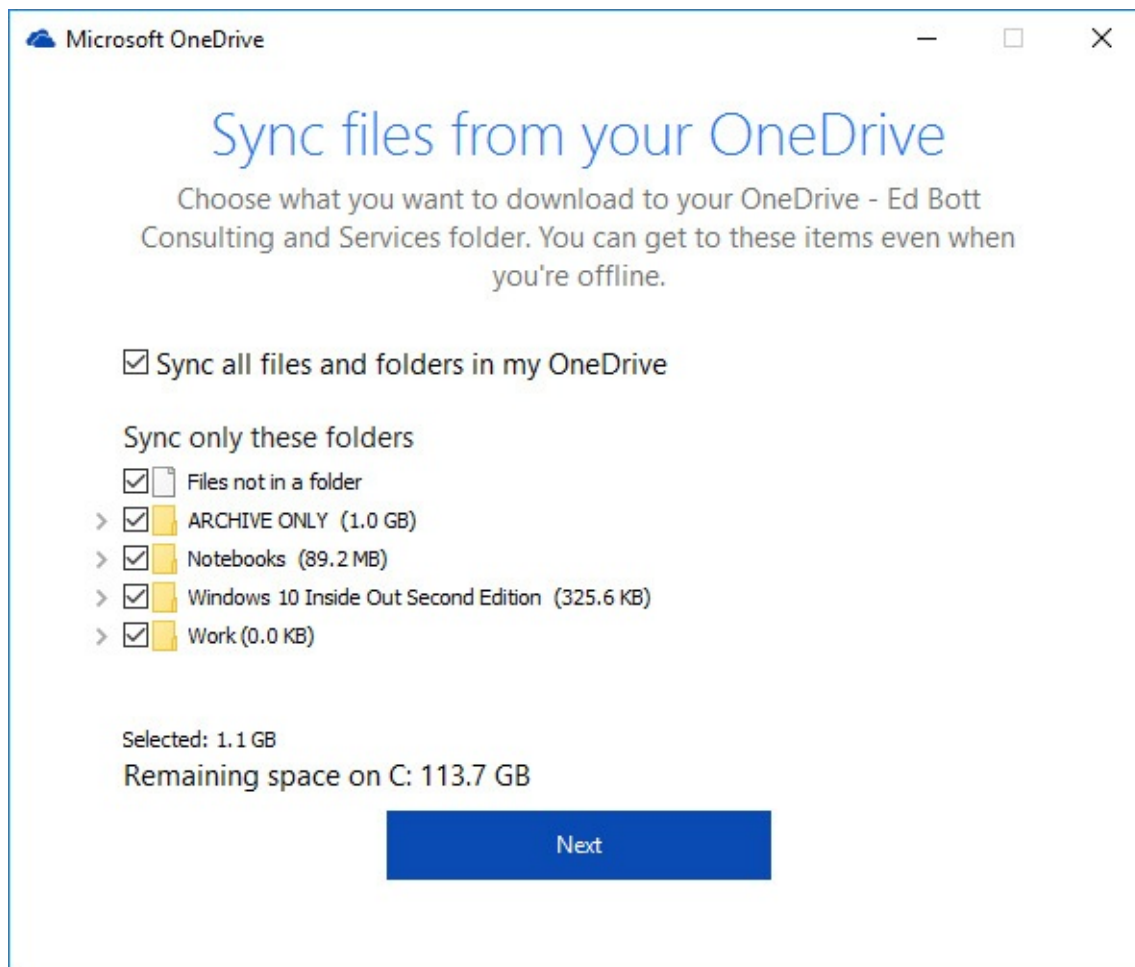 Microsoft OneDrive
Sync files from your OneDrive
Choose what you want to download to your OneDrive - Ed Bott
Consulting and Services folder. You can get to these items even when
you're offline.
Sync all files and folders in my OneDrive
Sync only these folders
Files not in a folder
ARCHIVE ONLY (1.0 GB)
Notebooks (89.2 MB)
Windows 10 Inside Out Second Edition (325.6 KB)
Work (0.0 KB)
Selected: 1.1 GB
Remaining space on C: 113.7 GB
Next